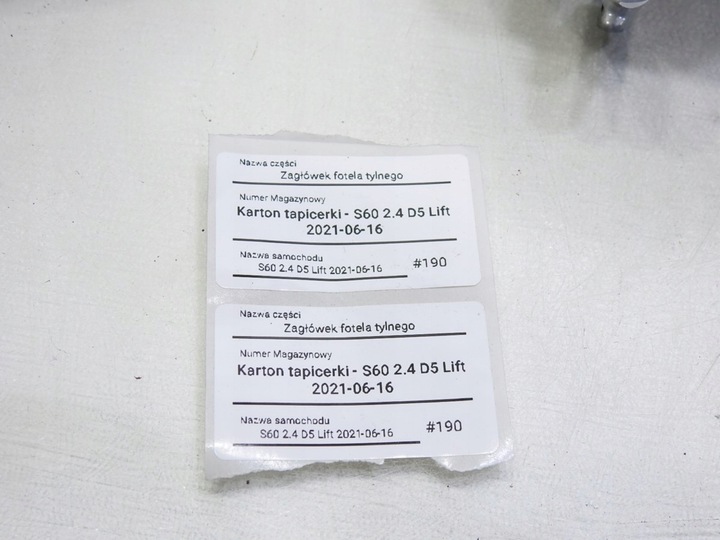 Nazwa części
Zagłówek fotela tylnego
Numer Magazynowy
Karton tapicerki - S60 2.4 D5 Lift
2021-06-16
Nazwa samochodu
S60 2.4 D5 Lift 2021-06-16
#190
Nazwa części
Zagłówek fotela tylnego
Numer Magazynowy
Karton tapicerki - S60 2.4 D5 Lift
2021-06-16
Nazwa samochodu
S60 2.4 D5 Lift 2021-06-16
#190